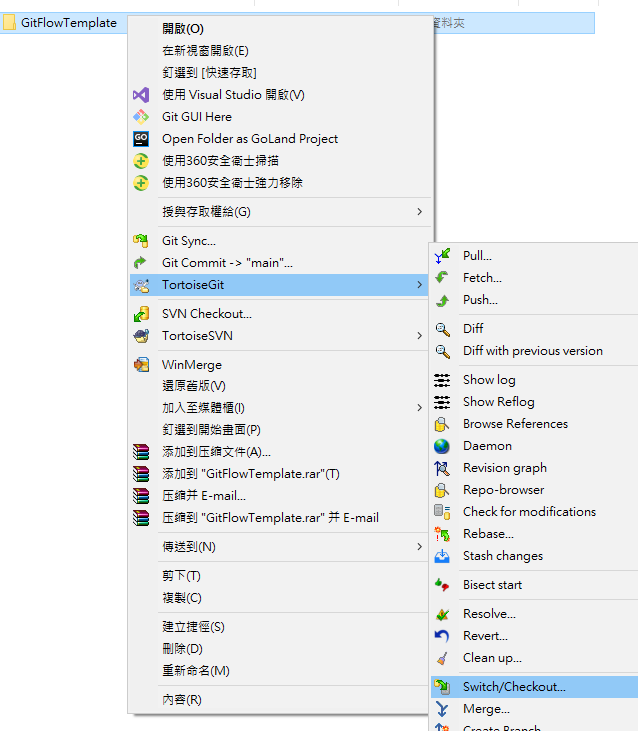 GitFlowTemplate
資料夾
開啟(O)
在新視窗開啟(E)
釘選到 [快速存取]
使用 Visual Studio 開啟(V)
Git GUI Here
Open Folder as GoLand Project
使用360安全衛士掃描
使用360安全衛士強力移除
授與存取權給(G)
Git Sync...
Git Commit -> "main"...
TortoiseGit
SVN Checkout...
TortoiseSVN
WinMerge
還原舊版(V)
加入至媒體櫃(I)
釘選到開始畫面(P)
添加到压缩文件(A)...
添加到 "GitFlowTemplate.rar"(T)
压缩并 E-mail...
压缩到 "GitFlowTemplate.rar" 并 E-mail
傳送到(N)
剪下(T)
複製(C)
建立捷徑(S)
刪除(D)
重新命名(M)
內容(R)
Pull...
Fetch...
Push...
Diff
Diff with previous version
Show log
Show Reflog
Browse References
Daemon
Revision graph
Repo-browser
Check for modifications
Rebase...
Stash changes
Bisect start
Resolve...
Revert...
Clean up...
Switch/Checkout...
Merge...
Create Branch